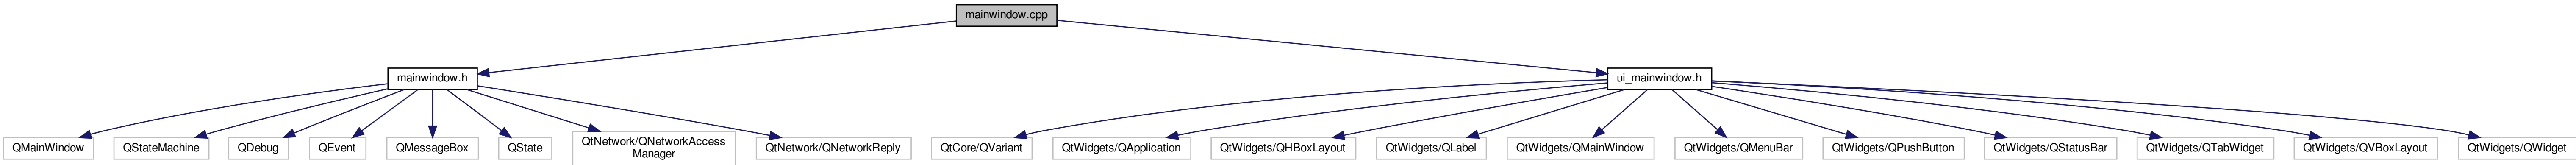 mainwindow.cpp
mainwindow.h
ui_mainwindow.h
QMainWindow
QStateMachine
QDebug
QEvent
QMessageBox
QState
QtNetwork/QNetworkAccess
Manager
QtNetwork/QNetworkReply
QtCore/QVariant
QtWidgets/QApplication
QtWidgets/QHBoxLayout
QtWidgets/QLabel
QtWidgets/QMainWindow
QtWidgets/QMenuBar
QtWidgets/QPushButton
QtWidgets/QStatusBar
QtWidgets/QTabWidget
QtWidgets/QVBoxLayout
QtWidgets/QWidget